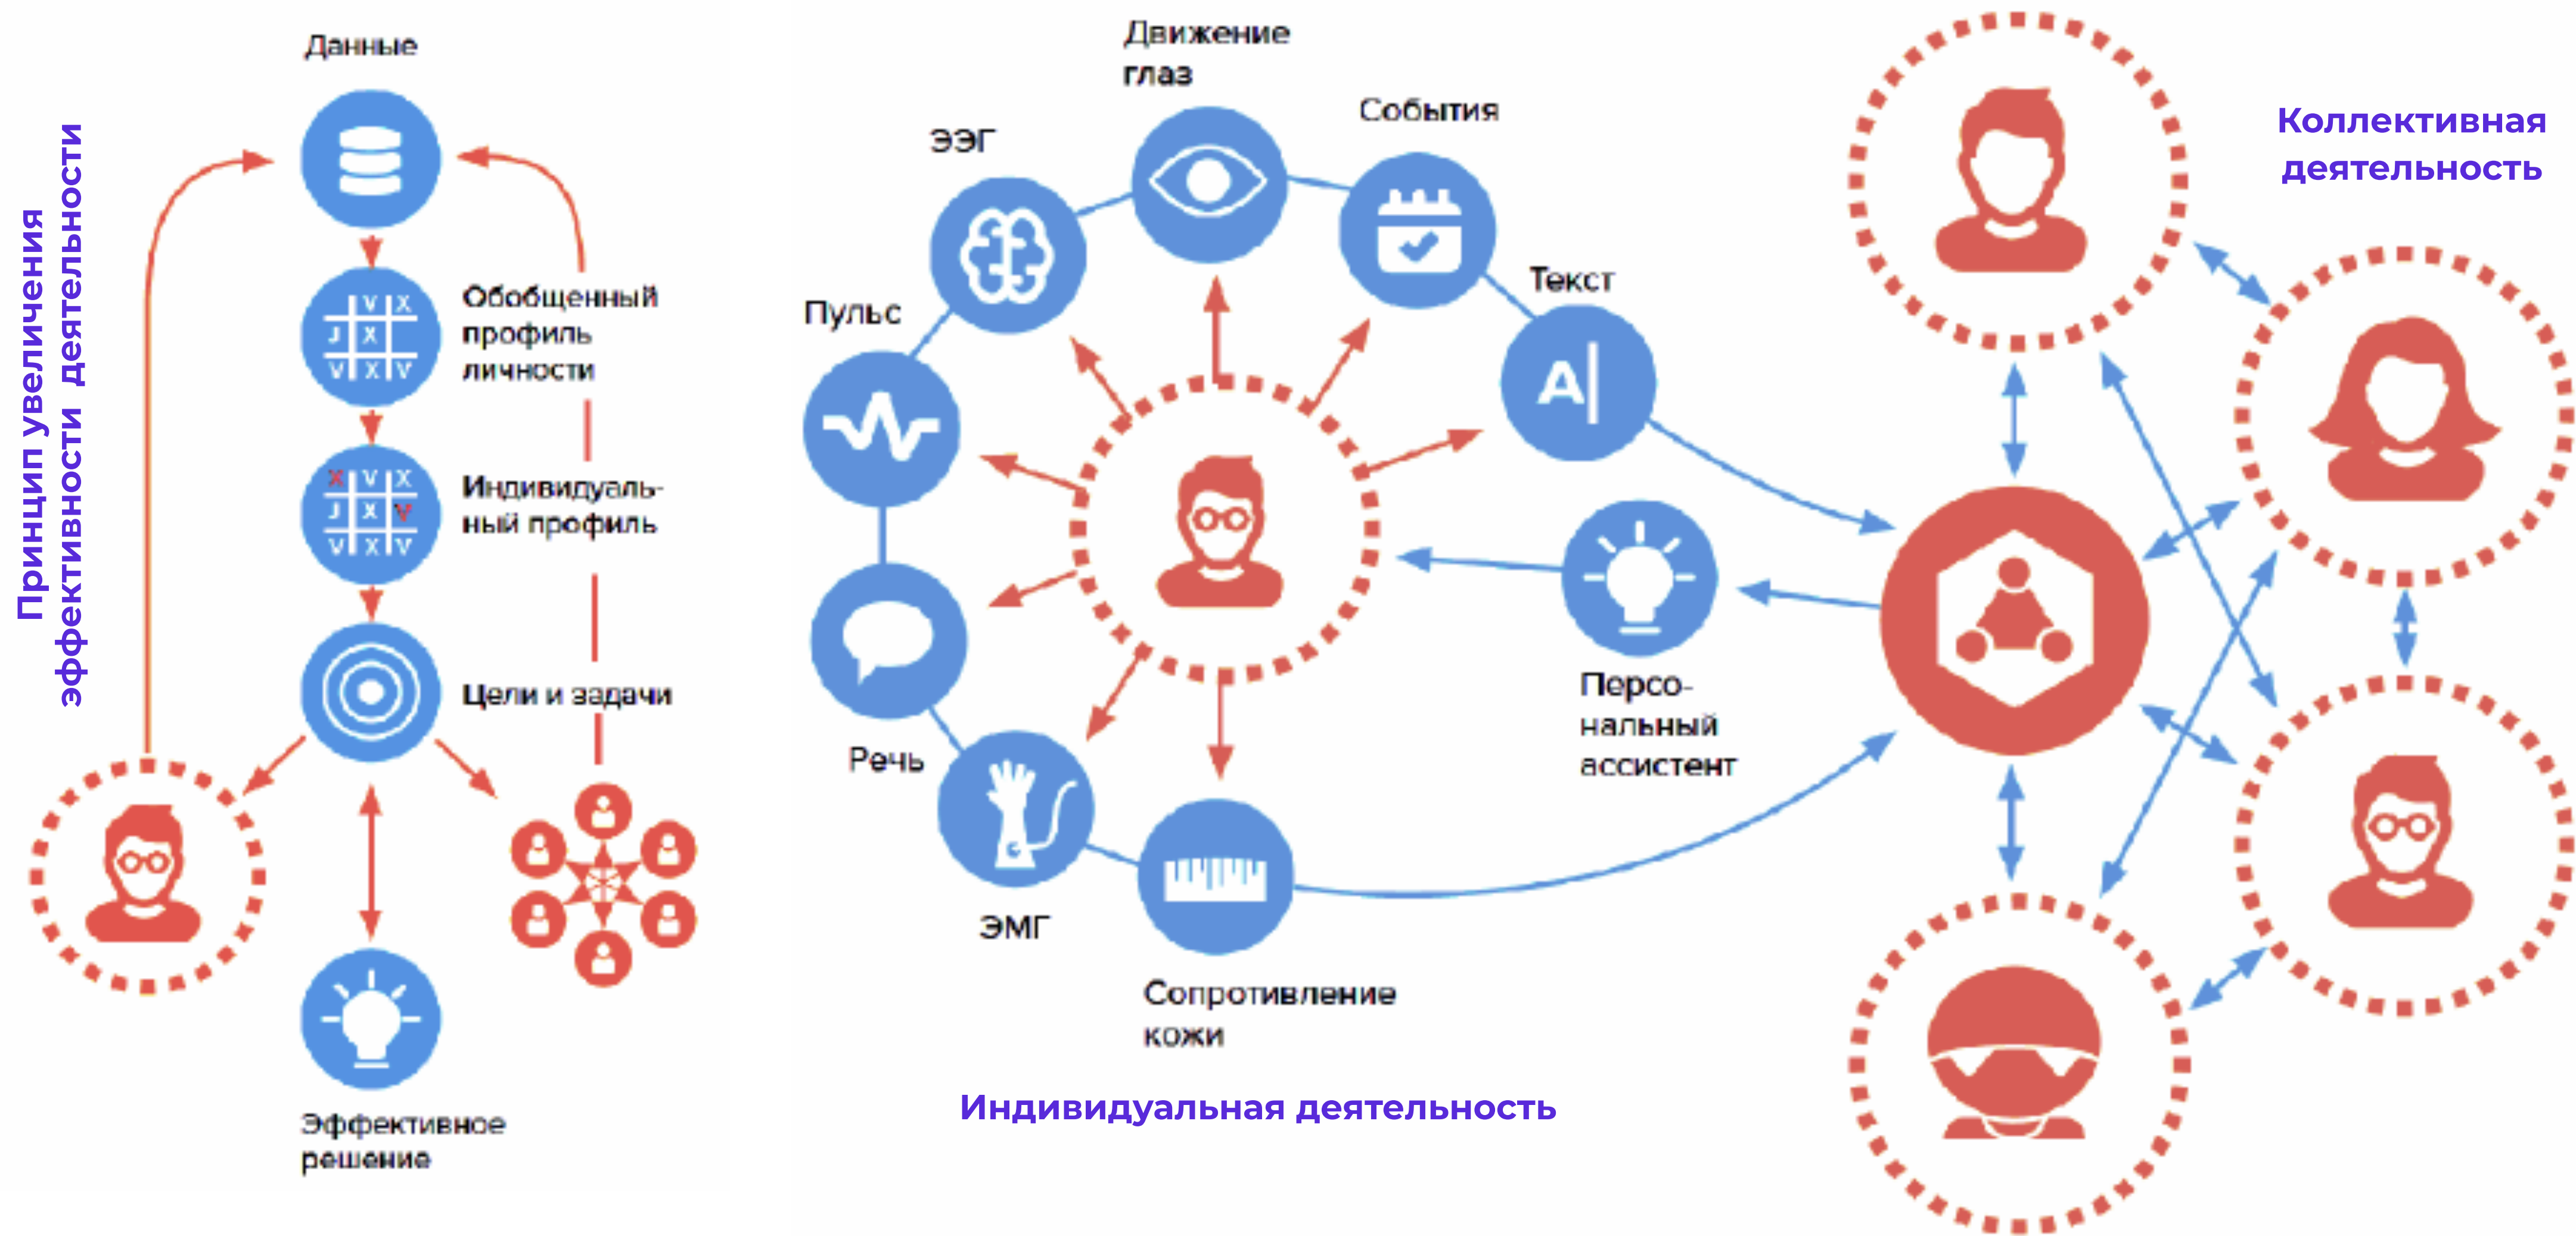 Принцип увеличения
эффективности деятельности
Данные
Обобщенный
профиль
личности
Индивидуаль-
ный профиль
Цели и задачи
Эффективное
решение
Движение
глаз
События
ЭЭГ
Текст
A
Пульс
Речь
Персо-
нальный
ассистент
ЭМГ
Сопротивление
кожи
Индивидуальная деятельность
Коллективная
деятельность
V X
J X
V X V
X V X
J X V
V X V